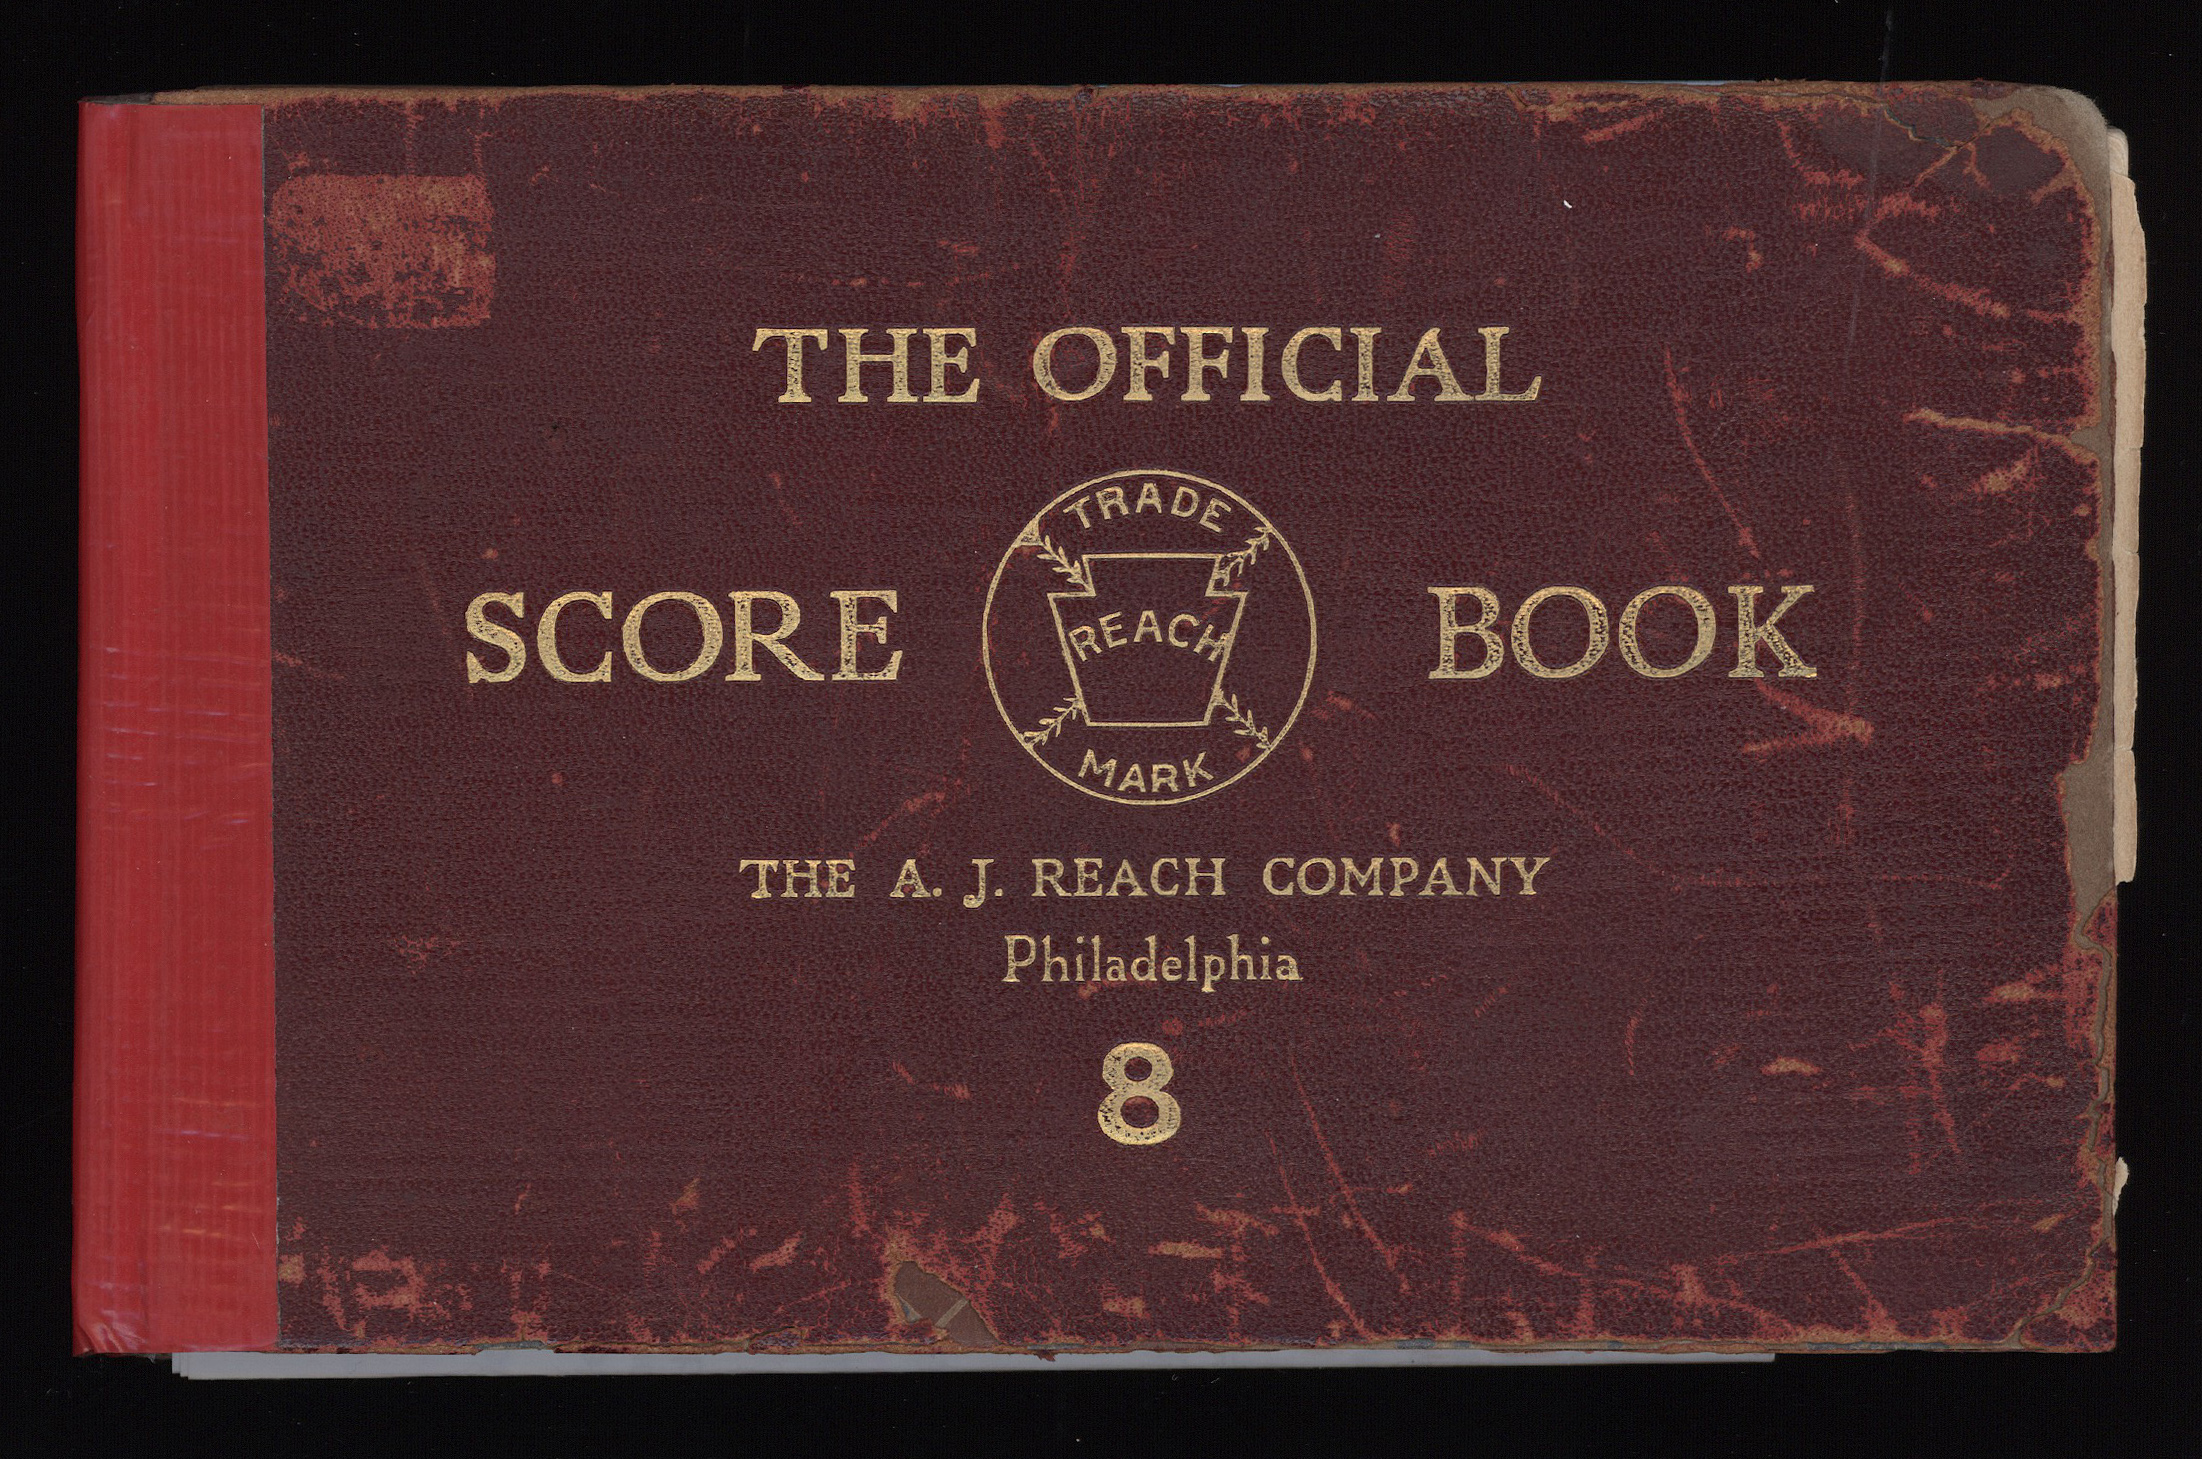 THE OFFICIAL
SCORE BOOK
TRADE
REACH
MARK
THE A. J. REACH COMPANY
Philadelphia
8